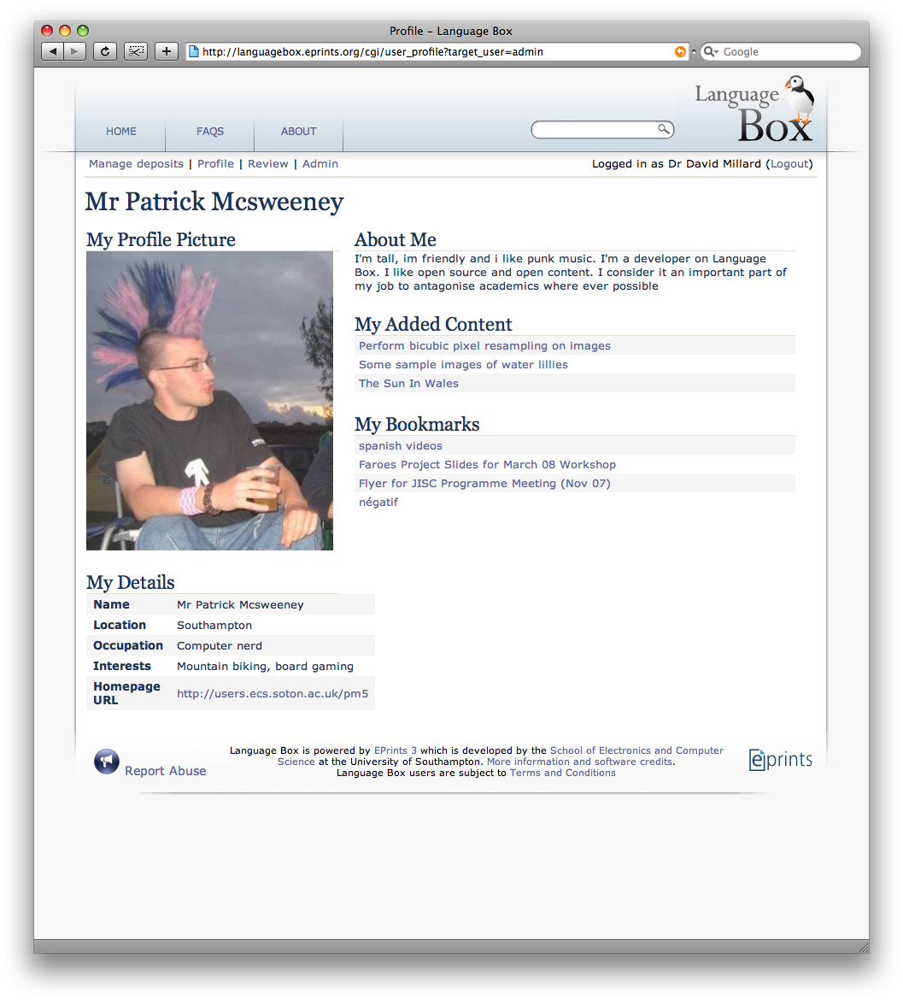 Profile – Language Box
http://languagebox.eprints.org/cgi/user_profile?target_user=admin
Google
Language
Box
HOME
FAQS
ABOUT
Manage deposits | Profile | Review | Admin
Logged in as Dr David Millard (Logout)
Mr Patrick Mcsweeney
My Profile Picture
About Me
I'm tall, im friendly and i like punk music. I'm a developer on Language
Box. I like open source and open content. I consider it an important part of
my job to antagonise academics where ever possible
My Added Content
Perform bicubic pixel resampling on images
Some sample images of water lillies
The Sun In Wales
My Bookmarks
spanish videos
Faroes Project Slides for March 08 Workshop
Flyer for JISC Programme Meeting (Nov 07)
négatif
My Details
Name Mr Patrick Mcsweeney
Location Southampton
Occupation Computer nerd
Interests Mountain biking, board gaming
Homepage
URL
http://users.ecs.soton.ac.uk/pm5
Report Abuse
Language Box is powered by EPrints 3 which is developed by the School of Electronics and Computer
Science at the University of Southampton. More information and software credits.
Language Box users are subject to Terms and Conditions
eprints